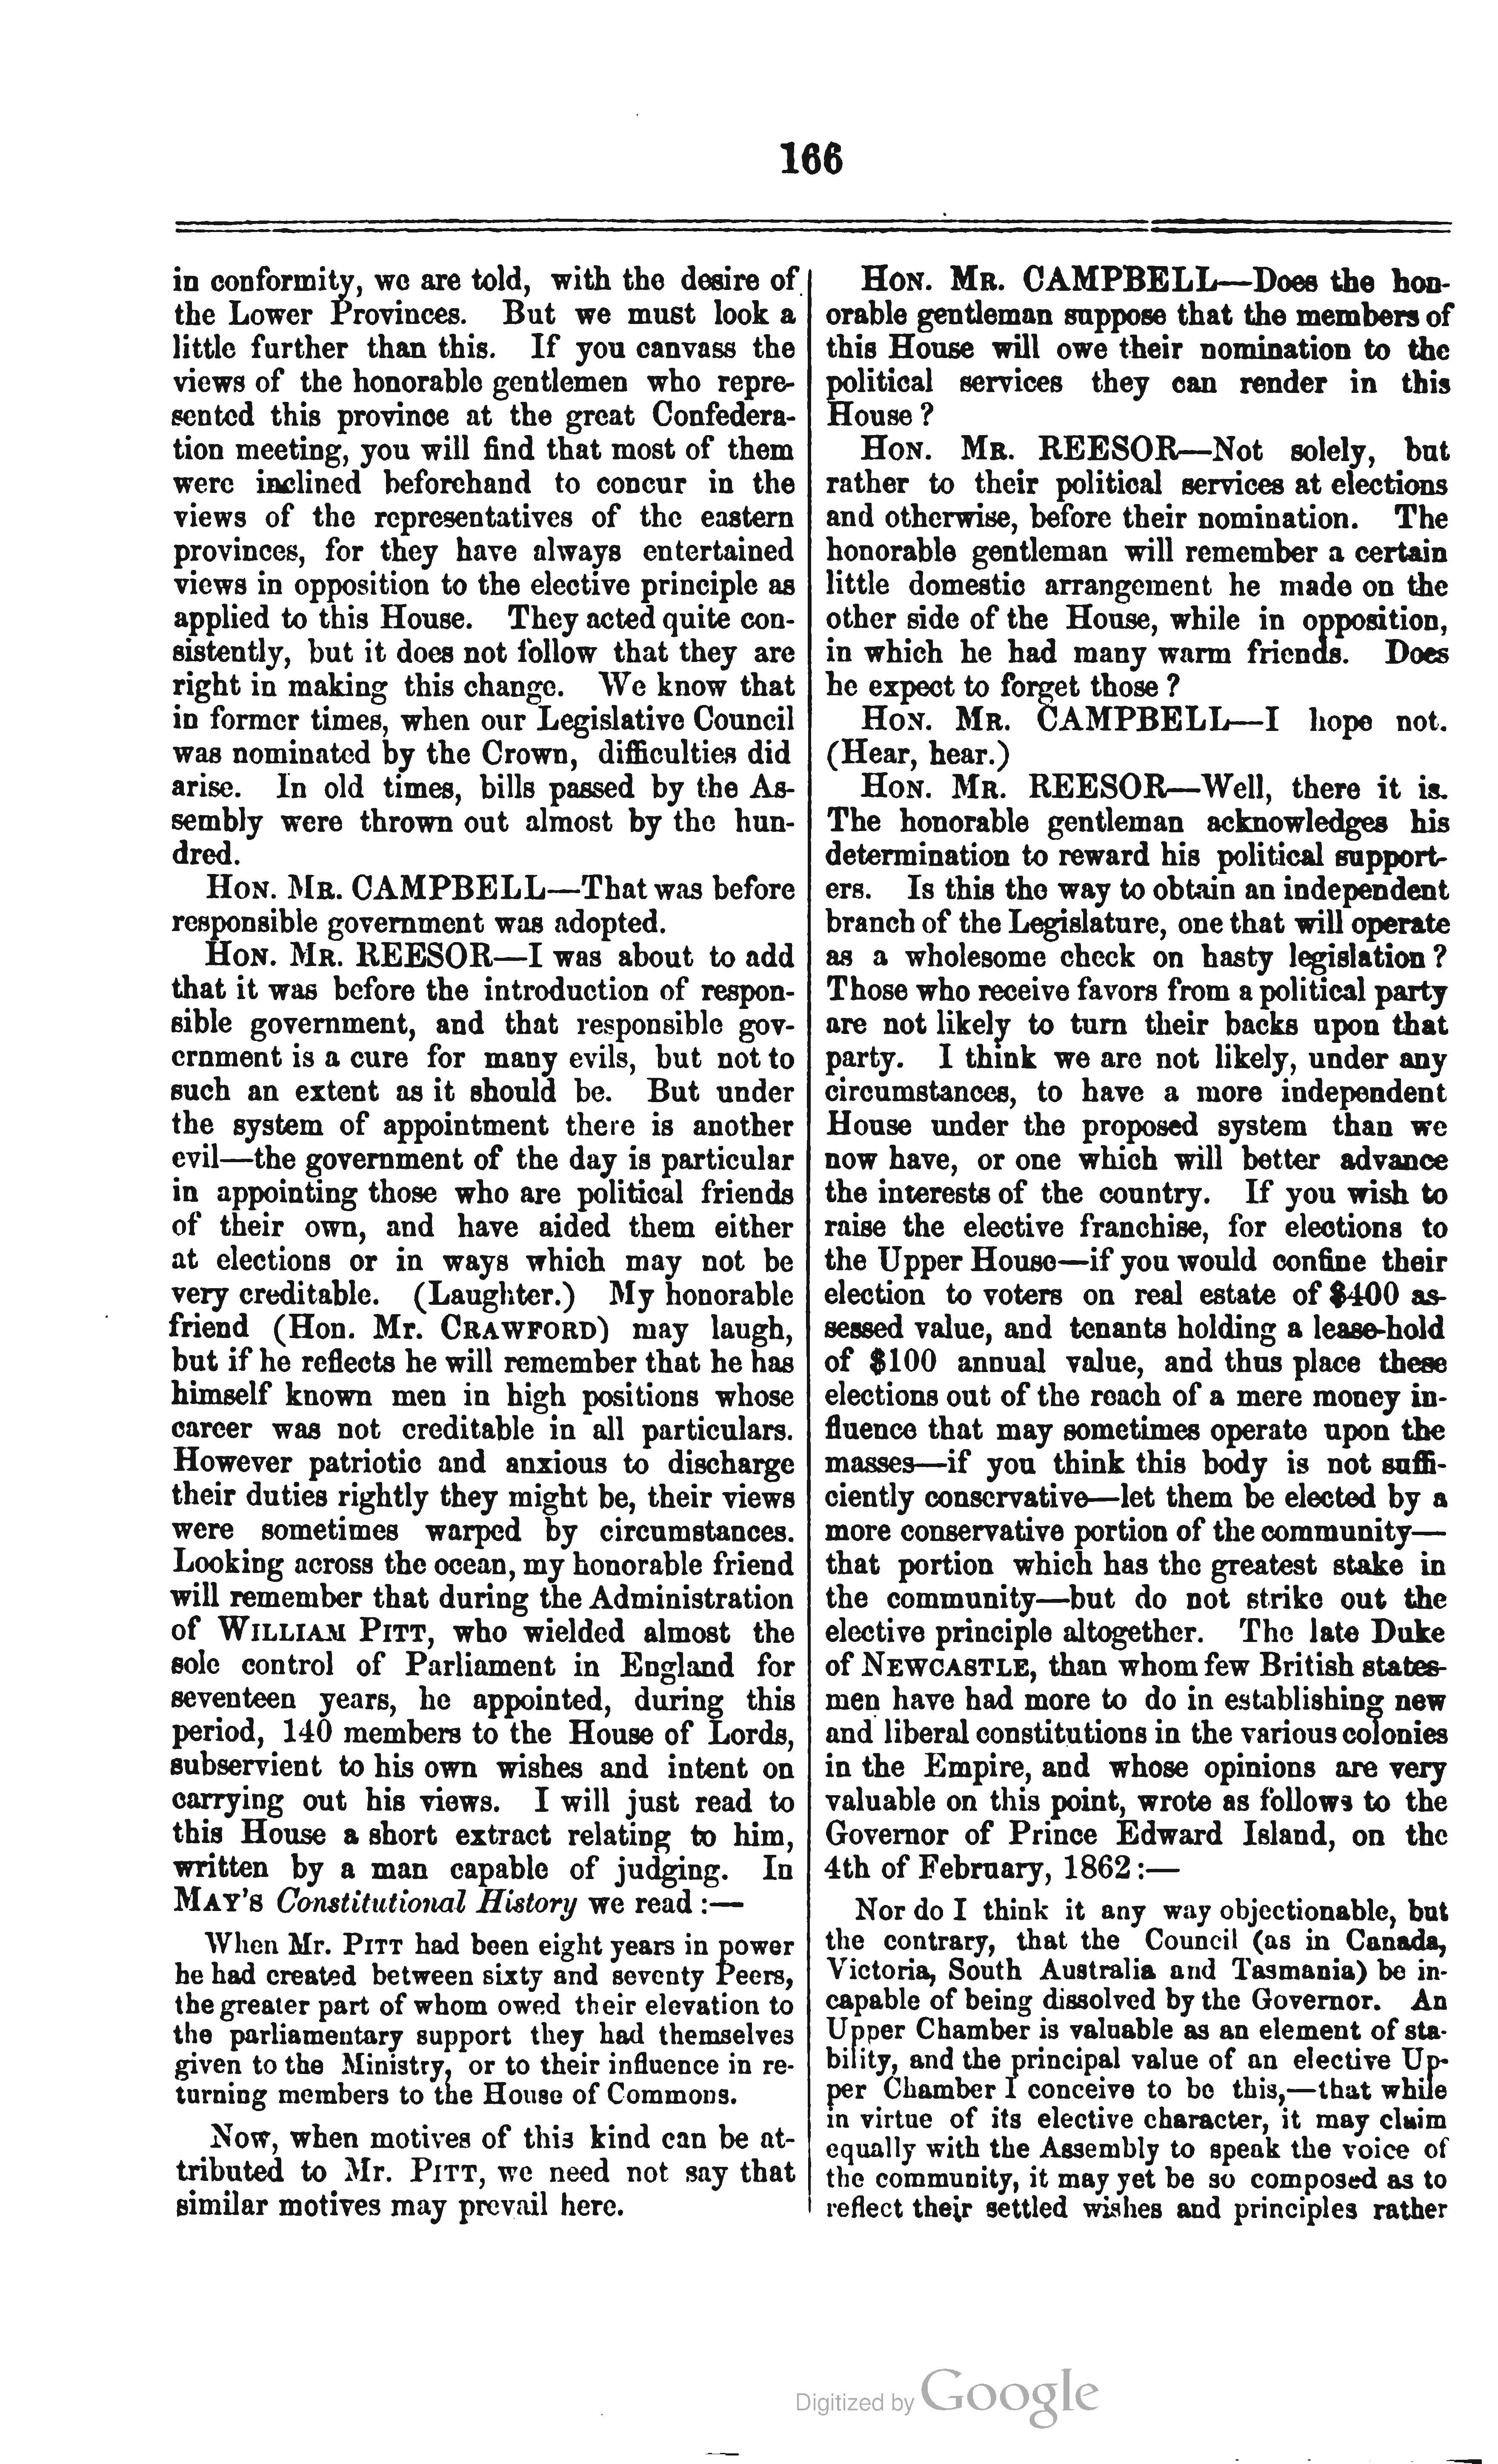 166
in conformity, we are told, with the desire of
the Lower Provinces. But we must look a
little further than this. If you canvass the
views of the honorable gentlemen who repre-
sented this province at the great Confedera-
tion meeting, you will find that most of them
were inclined beforehand to concur in the
views of the representatives of the eastern
provinces, for they have always entertained
views in opposition to the elective principle as
applied to this House. They acted quite con-
sistently, but it does not follow that they are
right in making this change. We know that
in former times, when our Legislative Council
was nominated by the Crown, difficulties did
arise. In old times, bills passed by the As-
sembly were thrown out almost by the hun-
dred.
HON. MR. CAMPBELL—That was before
responsible government was adopted.
HON. MR. REESOR—I was about to add
that it was before the introduction of respon-
sible government, and that responsible gov-
ernment is a cure for many evils, but not to
such an extent as it should be. But under
the system of appointment there is another
evil—the government of the day is particular
in appointing those who are political friends
of their own, and have aided them either
at elections or in ways which may not be
very creditable. (Laughter.) My honorable
friend (Hon. Mr. CRAWFORD) may laugh,
but if he reflects he will remember that he has
himself known men in high positions whose
career was not creditable in all particulars.
However patriotic and anxious to discharge
their duties rightly they might be, their views
were sometimes warped by circumstances.
Looking across the ocean, my honorable friend
will remember that during the Administration
of WILLIAM PITT, who wielded almost the
sole control of Parliament in England for
seventeen years, he appointed, during this
period, 140 members to the House of Lords,
subservient to his own wishes and intent on
carrying out his views. I will just read to
this House a short extract relating to him,
written by a man capable of judging. In
MAY'S Constitutional History we read :—
When Mr. PITT had been eight years in power
he had created between sixty and seventy Peers,
the greater part of whom owed their elevation to
the parliamentary support they had themselves
given to the Ministry, or to their influence in re-
turning members to the House of Commons.
Now, when motives of this kind can be at-
tributed to Mr. PITT, we need not say that
similar motives may prevail here.
HON. MR. CAMPBELL—Does the hon-
orable gentleman suppose that the members of
this House will owe their nomination to the
political services they can render in this
House ?
HON. MR. REESOR—Not solely, but
rather to their political services at elections
and otherwise, before their nomination. The
honorable gentleman will remember a certain
little domestic arrangement he made on the
other side of the House, while in opposition,
in which he had many warm friends. Does
he expect to forget those ?
HON. MR. CAMPBELL—I hope not.
(Hear, hear.)
HON. MR. REESOR—Well, there it is.
The honorable gentleman acknowledges his
determination to reward his political support-
ers. Is this the way to obtain an independent
branch of the Legislature, one that will operate
as a wholesome check on hasty legislation ?
Those who receive favors from a political party
are not likely to turn their backs upon that
party. I think we are not likely, under any
circumstances, to have a more independent
House under the proposed system than we
now have, or one which will better advance
the interests of the country. If you wish to
raise the elective franchise, for elections to
the Upper House—if you would confine their
election to voters on real estate of $400 as-
sessed value, and tenants holding a lease-hold
of $100 annual value, and thus place these
elections out of the reach of a mere money in-
fluence that may sometimes operate upon the
masses—if you think this body is not suffi-
ciently conservative—let them be elected by a
more conservative portion of the community—
that portion which has the greatest stake in
the community—but do not strike out the
elective principle altogether. The late Duke
of NEWCASTLE, than whom few British states-
men have had more to do in establishing new
and liberal constitutions in the various colonies
in the Empire, and whose opinions are very
valuable on this point, wrote as follows to the
Governor of Prince Edward Island, on the
4th of February, 1862 :—
Nor do I think it any way objectionable, but
the contrary, that the Council (as in Canada,
Victoria, South Australia and Tasmania) be in-
capable of being dissolved by the Governor. An
Upper Chamber is valuable as an element of sta-
bility, and the principal value of an elective Up-
per Chamber I conceive to be this,—that while
in virtue of its elective character, it may claim
equally with the Assembly to speak the voice of
the community, it may yet be so composed as to
reflect their settled wishes and principles rather
Digitized by Google